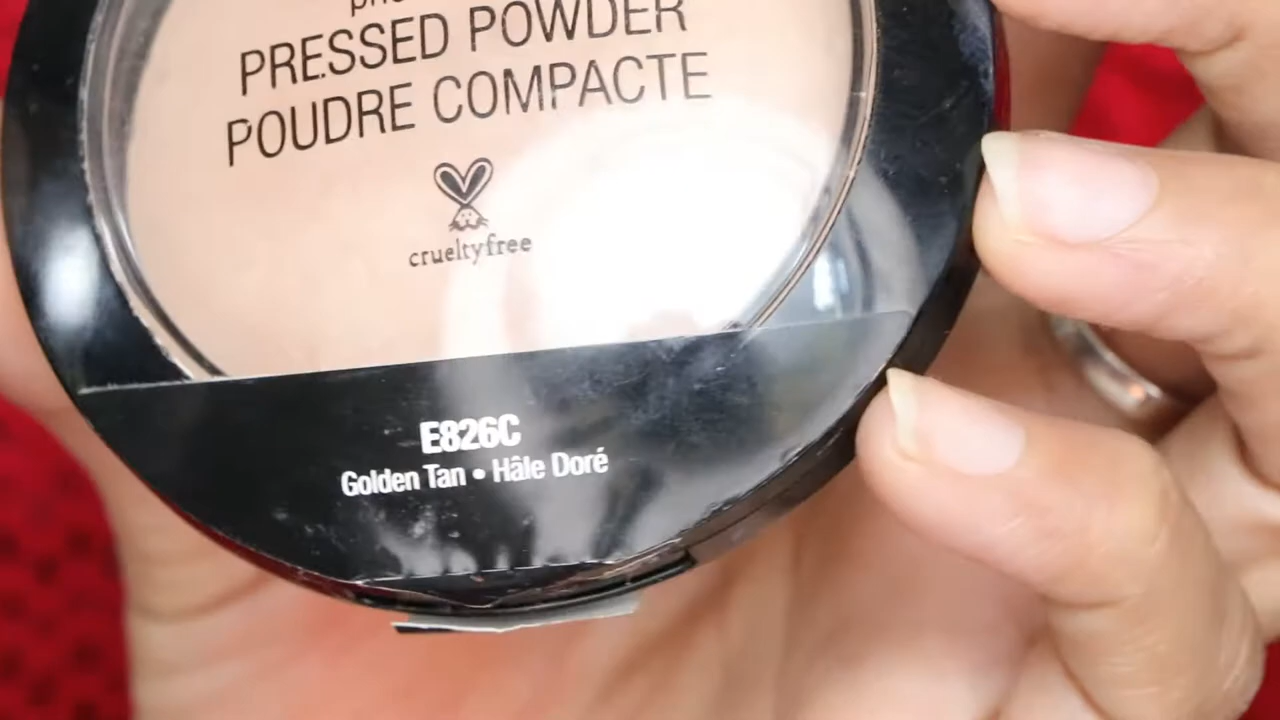 PRESSED POWDER
POUDRE COMPACTE
crueltyfree
E826C
Golden Tan • Hâle Doré